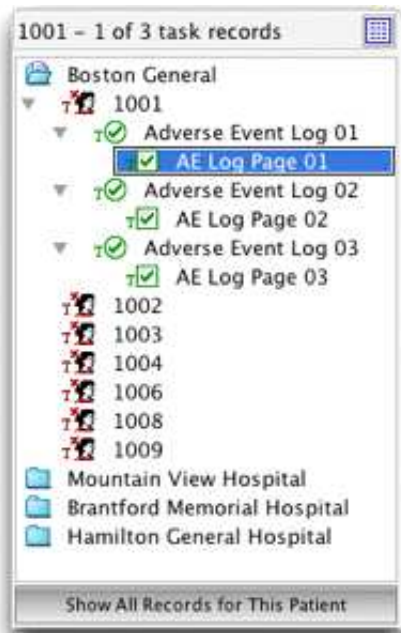 1001 – 1 of 3 task records
Boston General
1001
T Adverse Event Log 01
T AE Log Page 01
T Adverse Event Log 02
T AE Log Page 02
T Adverse Event Log 03
T AE Log Page 03
T 1002
T 1003
T 1004
T 1006
T 1008
T 1009
Mountain View Hospital
Brantford Memorial Hospital
Hamilton General Hospital
Show All Records for This Patient